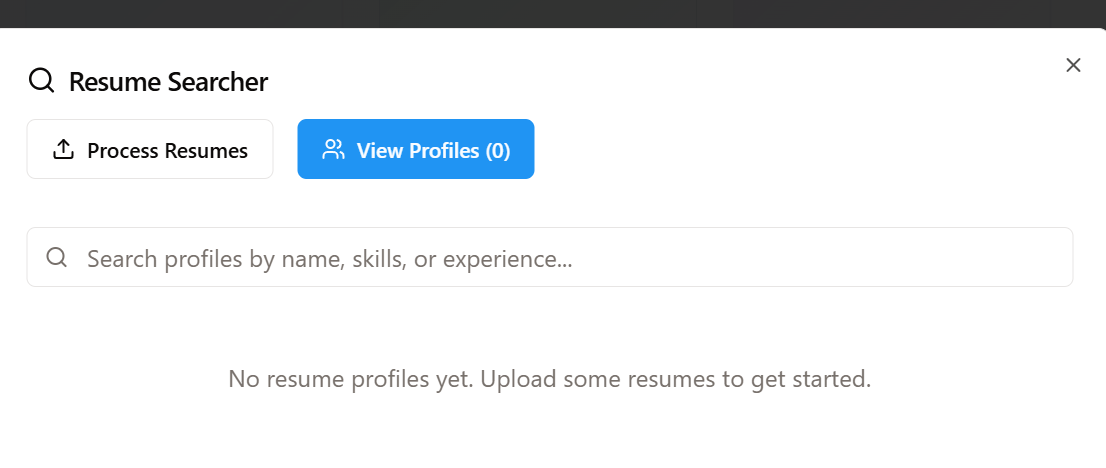 Resume Searcher
Process Resumes
View Profiles (0)
Search profiles by name, skills, or experience...
No resume profiles yet. Upload some resumes to get started.